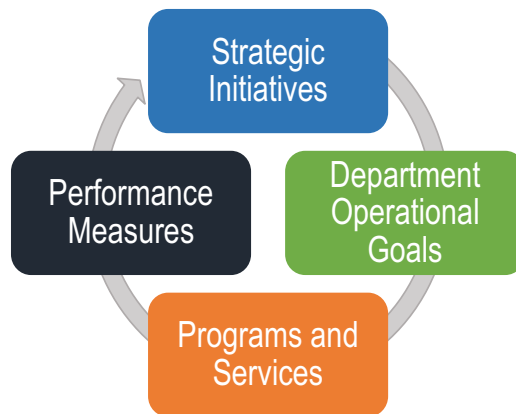 Strategic
Initiatives
Department
Operational
Goals
Programs and
Services
Performance
Measures